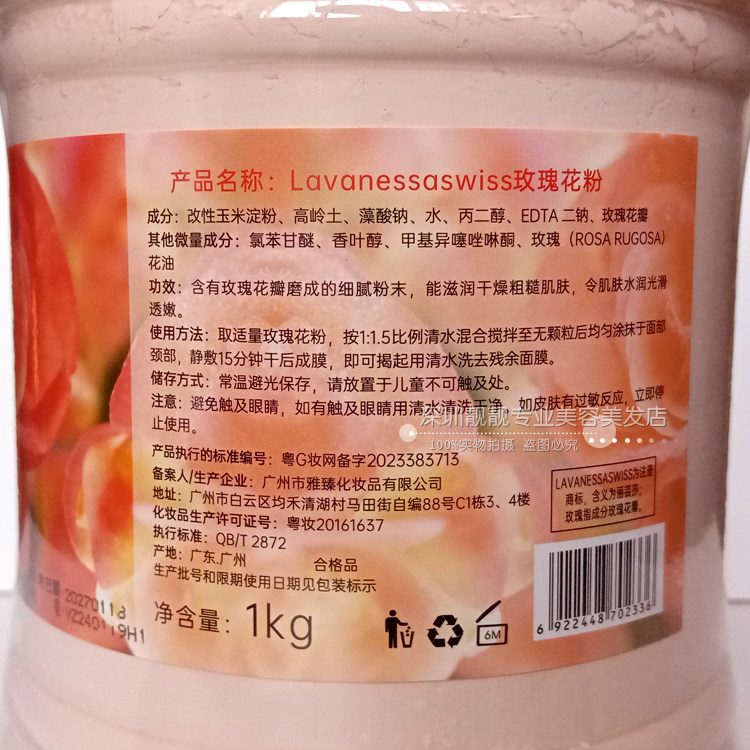 产品名称：Lavanessaswiss玫瑰花粉
成分：改性玉米淀粉、高岭土、藻酸钠、水、丙二醇、EDTA 二钠、玫瑰花瓣
其他微量成分：氯苯甘醚、香叶醇、甲基异噻唑啉酮、玫瑰（ROSA RUGOSA）
花油
功效：含有玫瑰花瓣磨成的细腻粉末，能滋润干燥粗糙肌肤，令肌肤水润光滑
透嫩。
使用方法：取适量玫瑰花粉，按1:1.5比例清水混合搅拌至无颗粒后均匀涂抹于面部
颈部，静敷15分钟干后成膜，即可揭起用清水洗去残余面膜。
储存方式：常温避光保存，请放置于儿童不可触及处。
注意：避免触及眼睛，如有触及眼睛用清水清洗干净，如皮肤有过敏反应，立即停
止使用。
深圳靓靓专业美容美发店
100%实物拍摄 盗图必究
产品执行的标准编号：粤G妆网备字2023383713
备案人/生产企业：广州市雅臻化妆品有限公司
地址：广州市白云区均禾清湖村马田街自编88号C1栋3、4楼
化妆品生产许可证号：粤妆20161637
执行标准：QB/T 2872
产地：广东.广州 合格品
生产批号和限期使用日期见包装标示
LAVANESSASWISS为注册
商标，含义为丽芸莎；
玫瑰指成分玫瑰花瓣。
20270118
YZ240119H1
净含量：1kg
6M
6 922448 702336